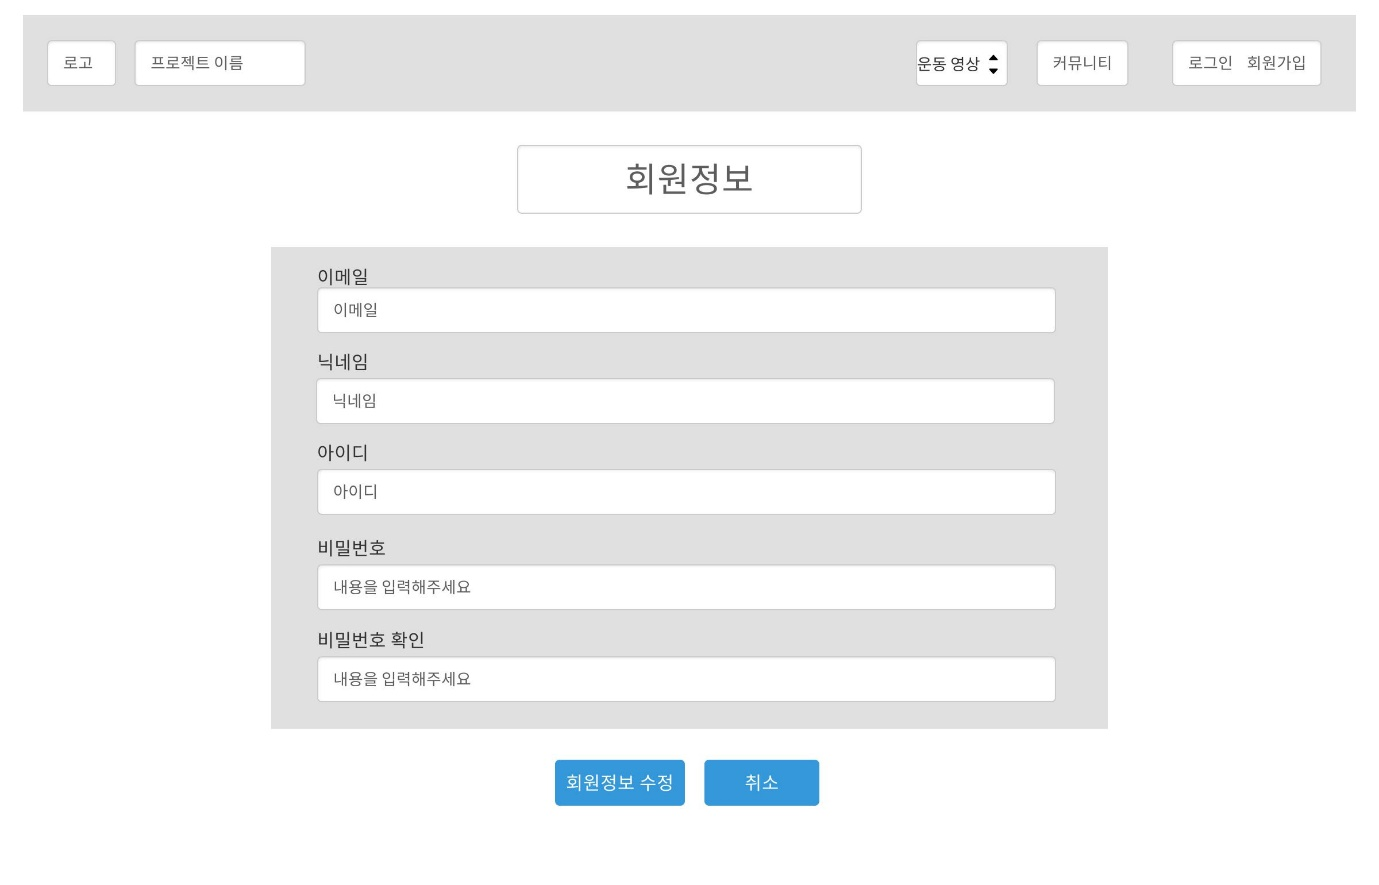 로고 프로젝트 이름 운동 영상 커뮤니티 로그인 회원가입
회원정보
이메일
이메일
닉네임
닉네임
아이디
아이디
비밀번호
내용을 입력해주세요
비밀번호 확인
내용을 입력해주세요
회원정보 수정 취소